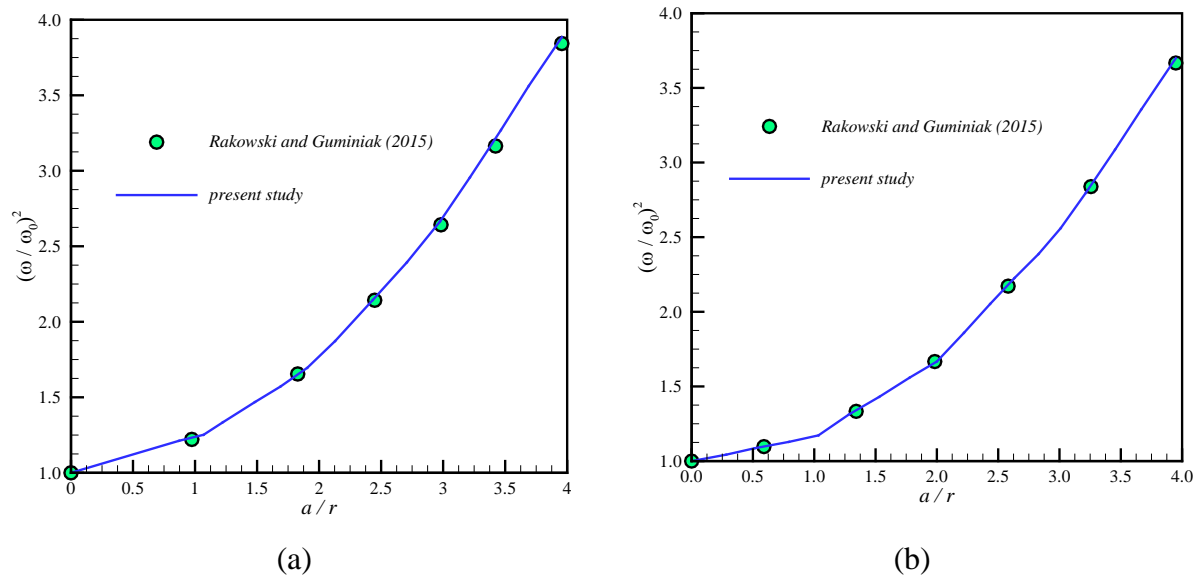 4.0
3.5
3.0
2.5
2.0
1.5
1.0
(ω / ω0)²
Rakowski and Guminiak (2015)
present study
0 0.5 1 1.5 2 2.5 3 3.5 4
a / r
(a)
4.0
3.5
3.0
2.5
2.0
1.5
1.0
(ω / ω0)²
Rakowski and Guminiak (2015)
present study
0.0 0.5 1.0 1.5 2.0 2.5 3.0 3.5 4.0
a / r
(b)